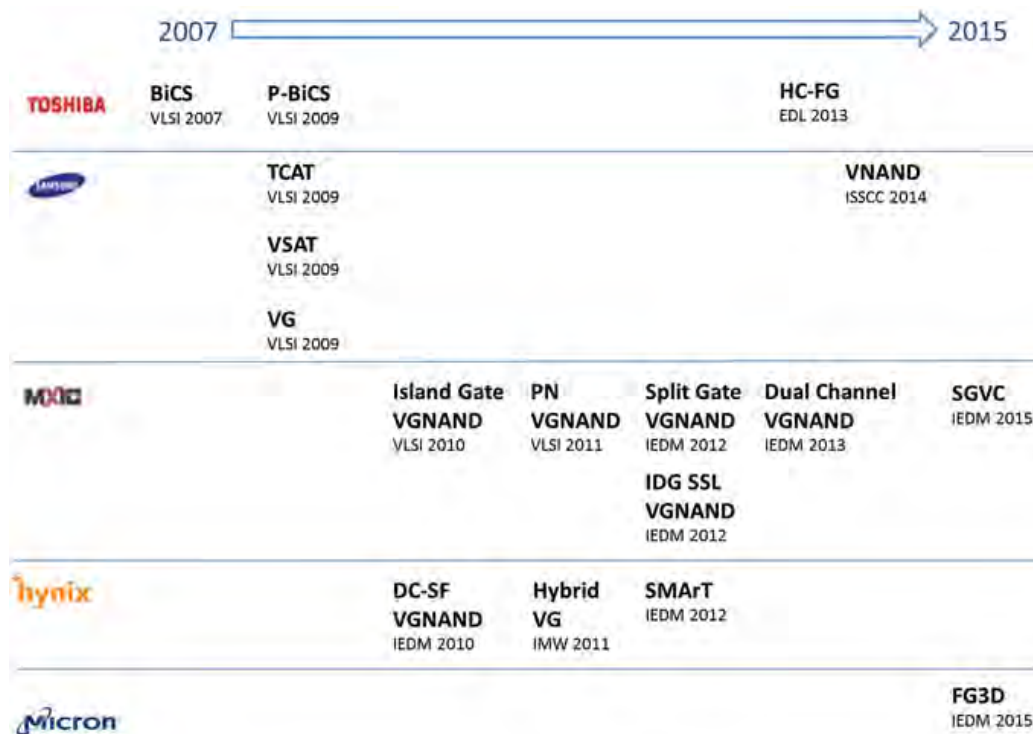 2007 2015
TOSHIBA
BiCS P-BiCS HC-FG
VLSI 2007 VLSI 2009 EDL 2013
SAMSUNG
TCAT VNAND
VLSI 2009 ISSCC 2014
VSAT
VLSI 2009
VG
VLSI 2009
MXIC
Island Gate PN Split Gate Dual Channel SGVC
VGNAND VGNAND VGNAND VGNAND IEDM 2015
VLSI 2010 VLSI 2011 IEDM 2012 IEDM 2013
IDG SSL
VGNAND
IEDM 2012
hynix
DC-SF Hybrid SMArT
VGNAND VG IEDM 2012
IEDM 2010 IMW 2011
Micron
FG3D
IEDM 2015